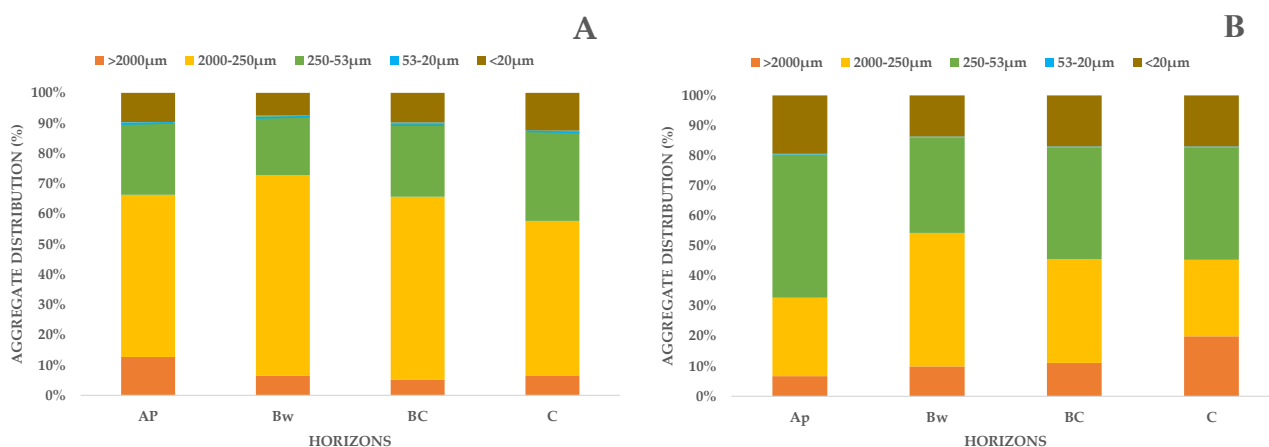 A
>2000µm 2000-250µm 250-53µm 53-20µm <20µm
AGGREGATE DISTRIBUTION (%)
100%
90%
80%
70%
60%
50%
40%
30%
20%
10%
0%
AP Bw BC C
HORIZONS
B
>2000µm 2000-250µm 250-53µm 53-20µm <20µm
AGGREGATE DISTRIBUTION (%)
100%
90%
80%
70%
60%
50%
40%
30%
20%
10%
0%
Ap Bw BC C
HORIZONS